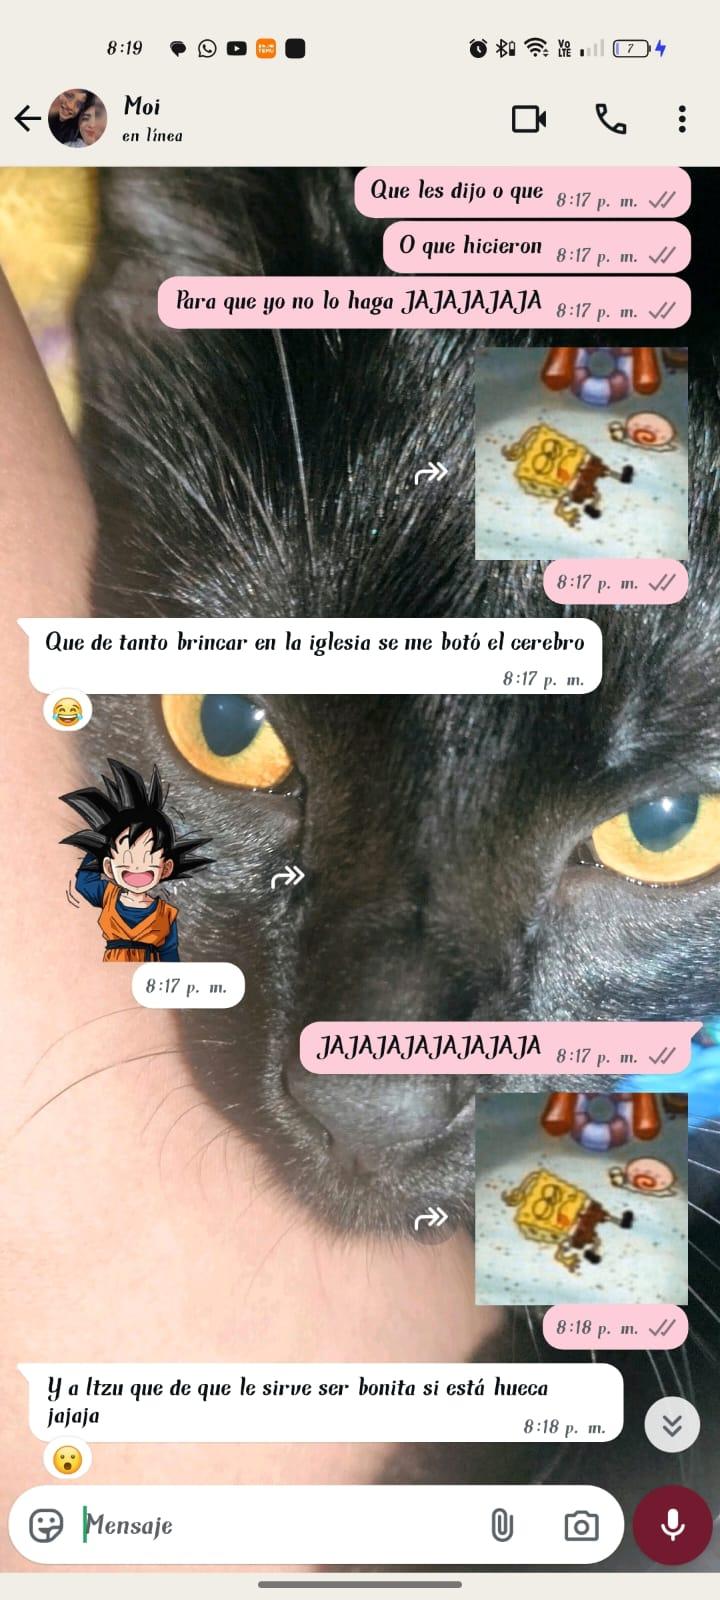 8:19
VO LTE
7
Moi
en línea
Que les dijo o que 8:17 p. m.
O que hicieron 8:17 p. m.
Para que yo no lo haga JAJAJAJAJA 8:17 p. m.
8:17 p. m.
Que de tanto brincar en la iglesia se me botó el cerebro
8:17 p. m.
8:17 p. m.
JAJAJAJAJAJAJAJA 8:17 p. m.
8:18 p. m.
Y a Itzu que de que le sirve ser bonita si está hueca
jajaja
8:18 p. m.
Mensaje